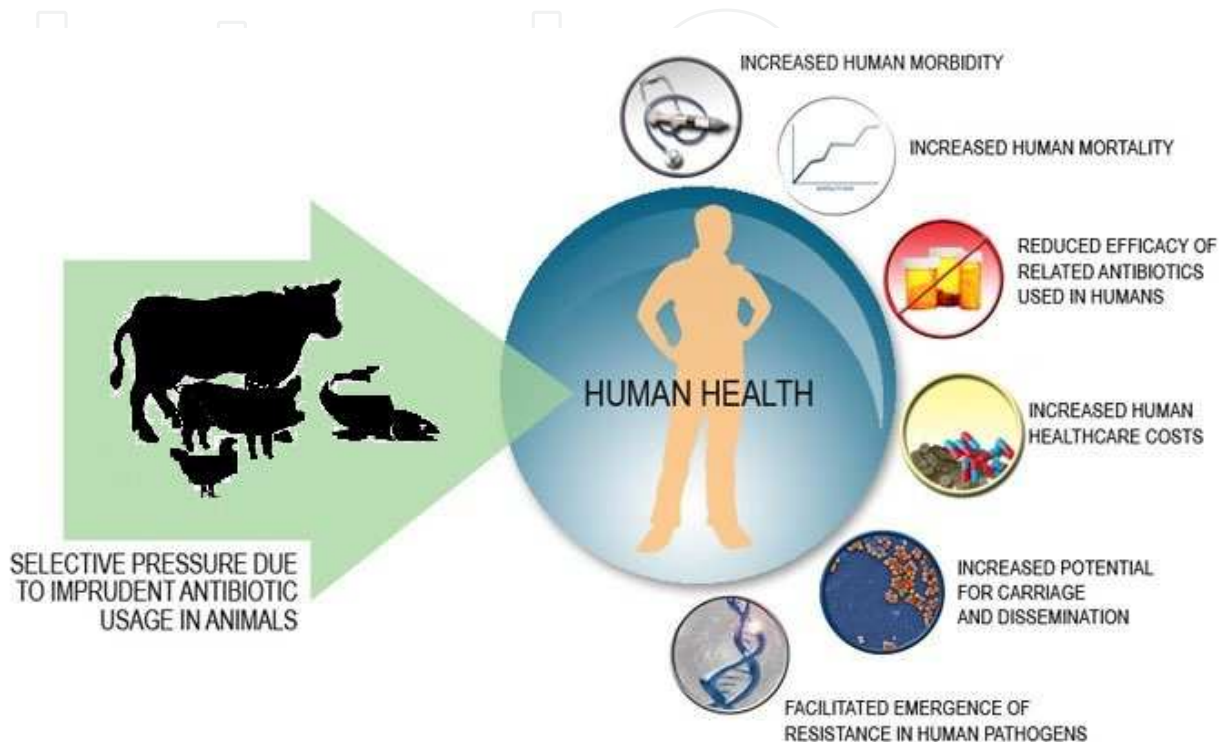 INCREASED HUMAN MORBIDITY
INCREASED HUMAN MORTALITY
REDUCED EFFICACY OF
RELATED ANTIBIOTICS
USED IN HUMANS
HUMAN HEALTH
INCREASED HUMAN
HEALTHCARE COSTS
SELECTIVE PRESSURE DUE
TO IMPRUDENT ANTIBIOTIC
USAGE IN ANIMALS
INCREASED POTENTIAL
FOR CARRIAGE
AND DISSEMINATION
FACILITATED EMERGENCE OF
RESISTANCE IN HUMAN PATHOGENS